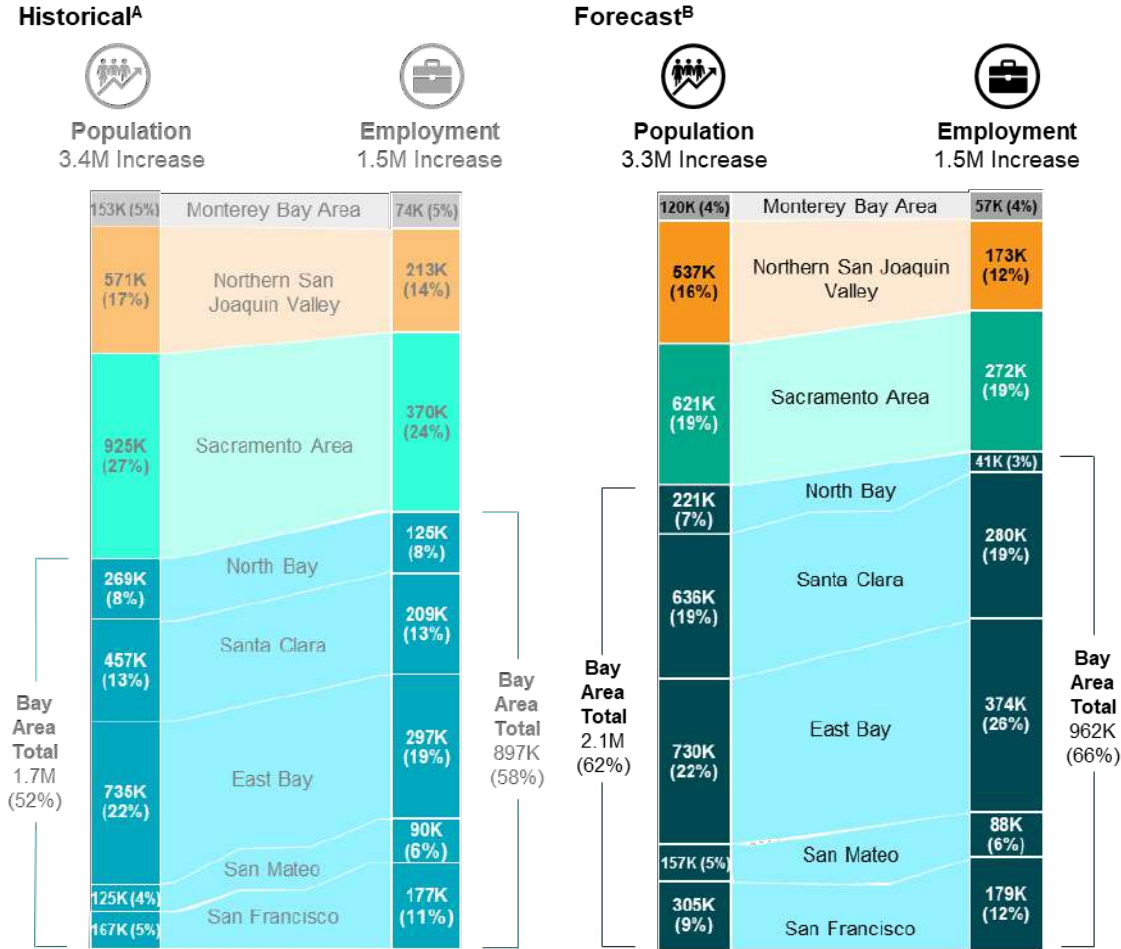 Historicalᴬ
Population
3.4M Increase
Employment
1.5M Increase
153K (5%)
Monterey Bay Area
74K (5%)
571K
(17%)
Northern San
Joaquin Valley
213K
(14%)
925K
(27%)
Sacramento Area
370K
(24%)
269K
(8%)
North Bay
125K
(8%)
457K
(13%)
Santa Clara
209K
(13%)
735K
(22%)
East Bay
297K
(19%)
125K (4%)
San Mateo
90K
(6%)
167K (5%)
San Francisco
177K
(11%)
Bay
Area
Total
1.7M
(52%)
Bay
Area
Total
897K
(58%)
Forecastᴮ
Population
3.3M Increase
Employment
1.5M Increase
120K (4%)
Monterey Bay Area
57K (4%)
537K
(16%)
Northern San Joaquin
Valley
173K
(12%)
621K
(19%)
Sacramento Area
272K
(19%)
221K
(7%)
North Bay
41K (3%)
636K
(19%)
Santa Clara
280K
(19%)
730K
(22%)
East Bay
374K
(26%)
157K (5%)
San Mateo
88K
(6%)
305K
(9%)
San Francisco
179K
(12%)
Bay
Area
Total
2.1M
(62%)
Bay
Area
Total
962K
(66%)